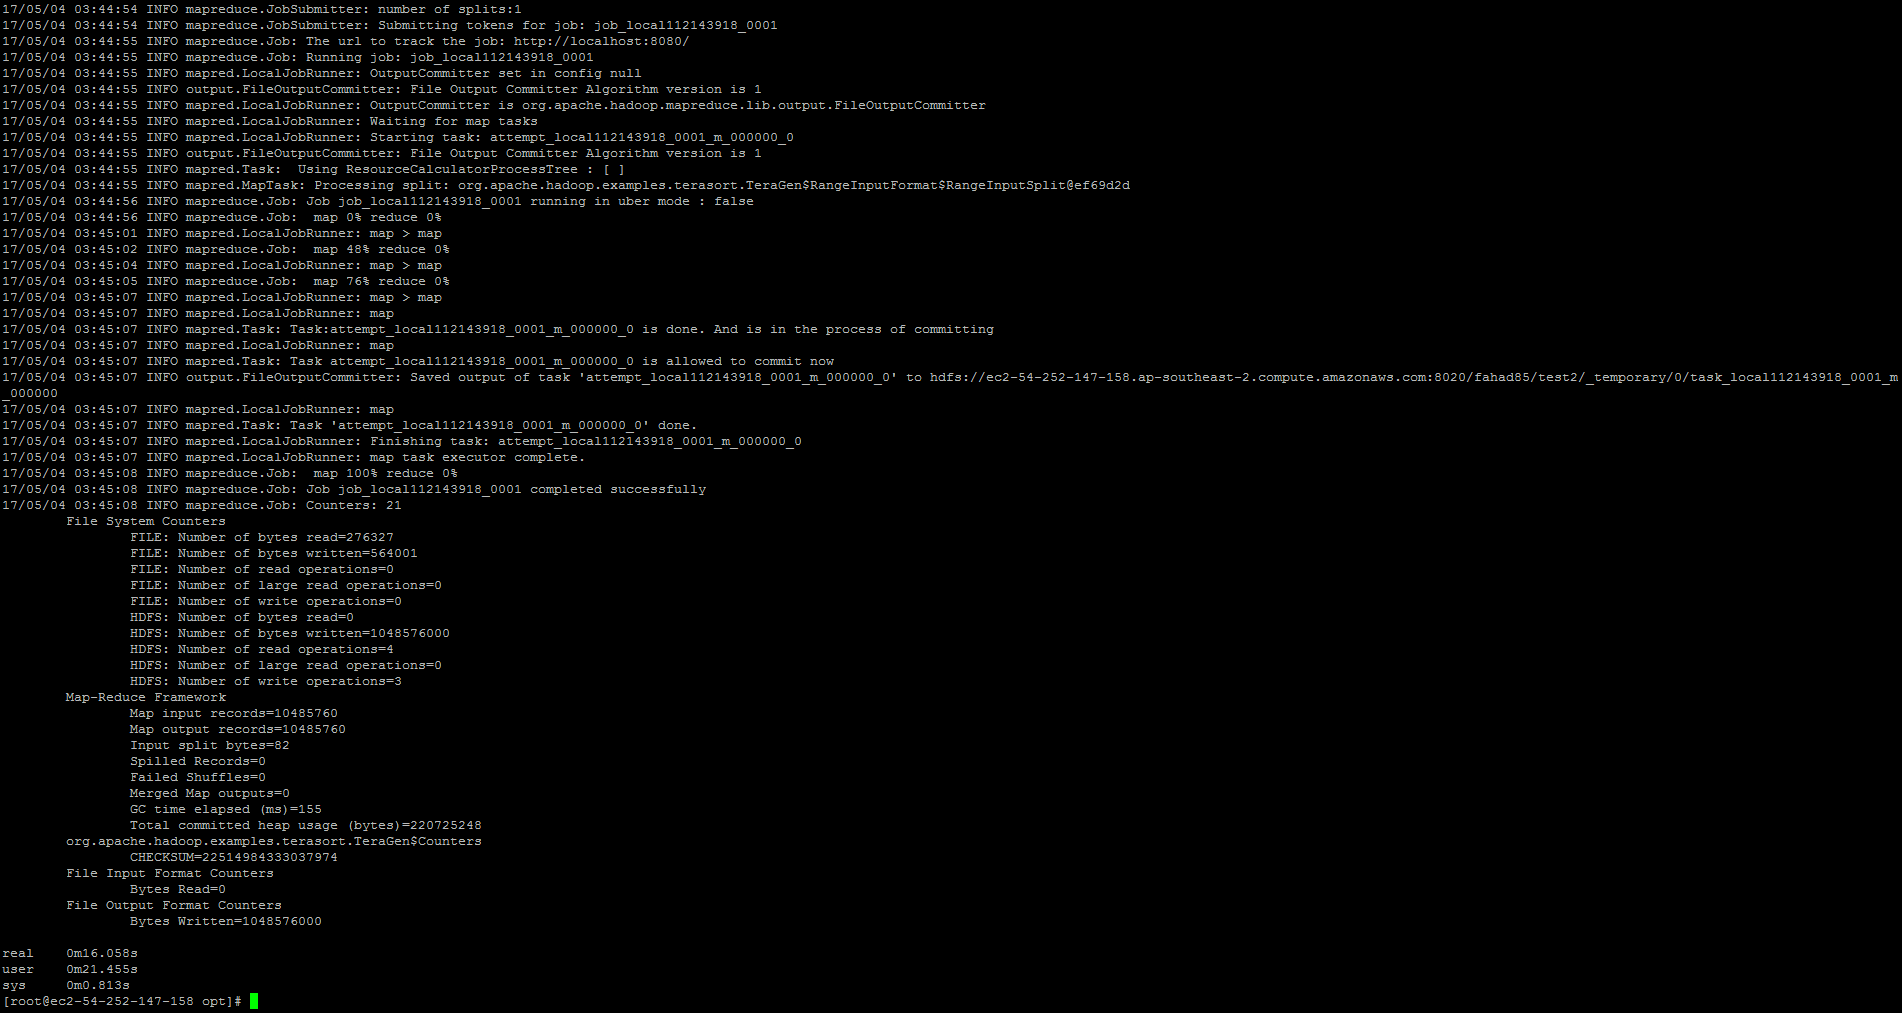 17/05/04 03:44:54 INFO mapreduce.JobSubmitter: number of splits:1
17/05/04 03:44:54 INFO mapreduce.JobSubmitter: Submitting tokens for job: job_local112143918_0001
17/05/04 03:44:55 INFO mapreduce.Job: The url to track the job: http://localhost:8080/
17/05/04 03:44:55 INFO mapreduce.Job: Running job: job_local112143918_0001
17/05/04 03:44:55 INFO mapred.LocalJobRunner: OutputCommitter set in config null
17/05/04 03:44:55 INFO output.FileOutputCommitter: File Output Committer Algorithm version is 1
17/05/04 03:44:55 INFO mapred.LocalJobRunner: OutputCommitter is org.apache.hadoop.mapreduce.lib.output.FileOutputCommitter
17/05/04 03:44:55 INFO mapred.LocalJobRunner: Waiting for map tasks
17/05/04 03:44:55 INFO mapred.LocalJobRunner: Starting task: attempt_local112143918_0001_m_000000_0
17/05/04 03:44:55 INFO output.FileOutputCommitter: File Output Committer Algorithm version is 1
17/05/04 03:44:55 INFO mapred.Task:  Using ResourceCalculatorProcessTree : [ ]
17/05/04 03:44:55 INFO mapred.MapTask: Processing split: org.apache.hadoop.examples.terasort.TeraGen$RangeInputFormat$RangeInputSplit@ef69d2d
17/05/04 03:44:56 INFO mapreduce.Job: Job job_local112143918_0001 running in uber mode : false
17/05/04 03:44:56 INFO mapreduce.Job:  map 0% reduce 0%
17/05/04 03:45:01 INFO mapred.LocalJobRunner: map > map
17/05/04 03:45:02 INFO mapreduce.Job:  map 48% reduce 0%
17/05/04 03:45:04 INFO mapred.LocalJobRunner: map > map
17/05/04 03:45:05 INFO mapreduce.Job:  map 76% reduce 0%
17/05/04 03:45:07 INFO mapred.LocalJobRunner: map > map
17/05/04 03:45:07 INFO mapred.LocalJobRunner: map
17/05/04 03:45:07 INFO mapred.Task: Task:attempt_local112143918_0001_m_000000_0 is done. And is in the process of committing
17/05/04 03:45:07 INFO mapred.LocalJobRunner: map
17/05/04 03:45:07 INFO mapred.Task: Task attempt_local112143918_0001_m_000000_0 is allowed to commit now
17/05/04 03:45:07 INFO output.FileOutputCommitter: Saved output of task 'attempt_local112143918_0001_m_000000_0' to hdfs://ec2-54-252-147-158.ap-southeast-2.compute.amazonaws.com:8020/fahad85/test2/_temporary/0/task_local112143918_0001_m
_000000
17/05/04 03:45:07 INFO mapred.LocalJobRunner: map
17/05/04 03:45:07 INFO mapred.Task: Task 'attempt_local112143918_0001_m_000000_0' done.
17/05/04 03:45:07 INFO mapred.LocalJobRunner: Finishing task: attempt_local112143918_0001_m_000000_0
17/05/04 03:45:07 INFO mapred.LocalJobRunner: map task executor complete.
17/05/04 03:45:08 INFO mapreduce.Job:  map 100% reduce 0%
17/05/04 03:45:08 INFO mapreduce.Job: Job job_local112143918_0001 completed successfully
17/05/04 03:45:08 INFO mapreduce.Job: Counters: 21
File System Counters
FILE: Number of bytes read=276327
FILE: Number of bytes written=564001
FILE: Number of read operations=0
FILE: Number of large read operations=0
FILE: Number of write operations=0
HDFS: Number of bytes read=0
HDFS: Number of bytes written=1048576000
HDFS: Number of read operations=4
HDFS: Number of large read operations=0
HDFS: Number of write operations=3
Map-Reduce Framework
Map input records=10485760
Map output records=10485760
Input split bytes=82
Spilled Records=0
Failed Shuffles=0
Merged Map outputs=0
GC time elapsed (ms)=155
Total committed heap usage (bytes)=220725248
org.apache.hadoop.examples.terasort.TeraGen$Counters
CHECKSUM=22514984333037974
File Input Format Counters
Bytes Read=0
File Output Format Counters
Bytes Written=1048576000
real 0m16.058s
user 0m21.455s
sys 0m0.813s
[root@ec2-54-252-147-158 opt]#